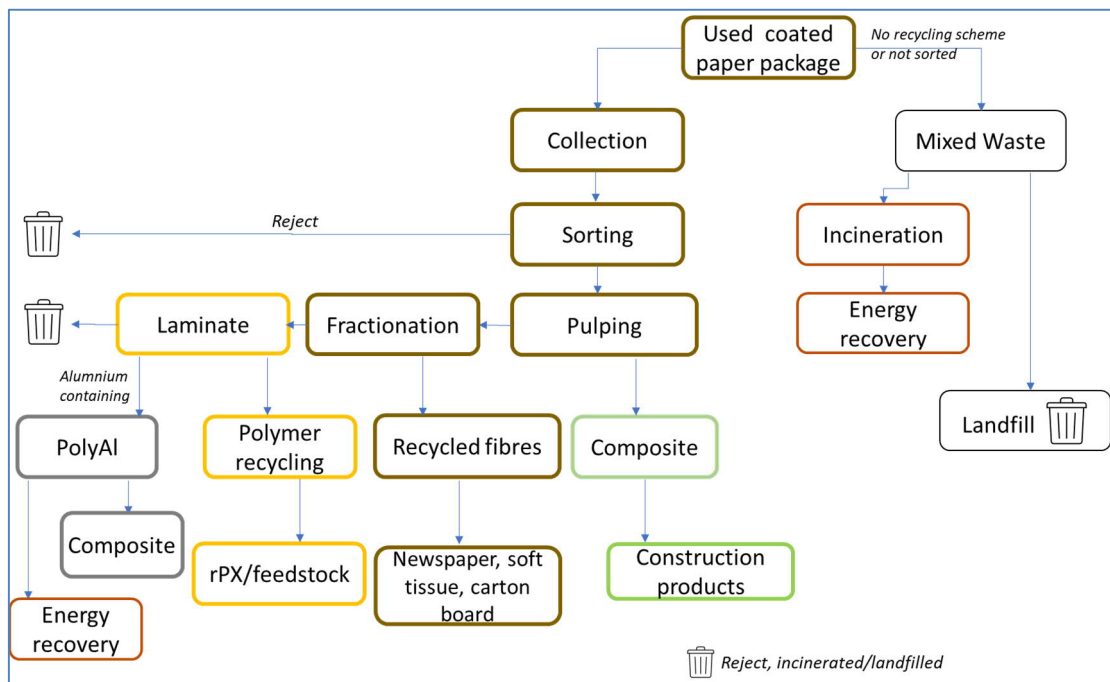 Used coated
paper package
No recycling scheme
or not sorted
Collection
Mixed Waste
Reject
Sorting
Incineration
Laminate
Fractionation
Pulping
Energy
recovery
Alumnium
containing
PolyAl
Polymer
recycling
Recycled fibres
Composite
Landfill
Composite
rPX/feedstock
Newspaper, soft
tissue, carton
board
Construction
products
Energy
recovery
Reject, incinerated/landfilled